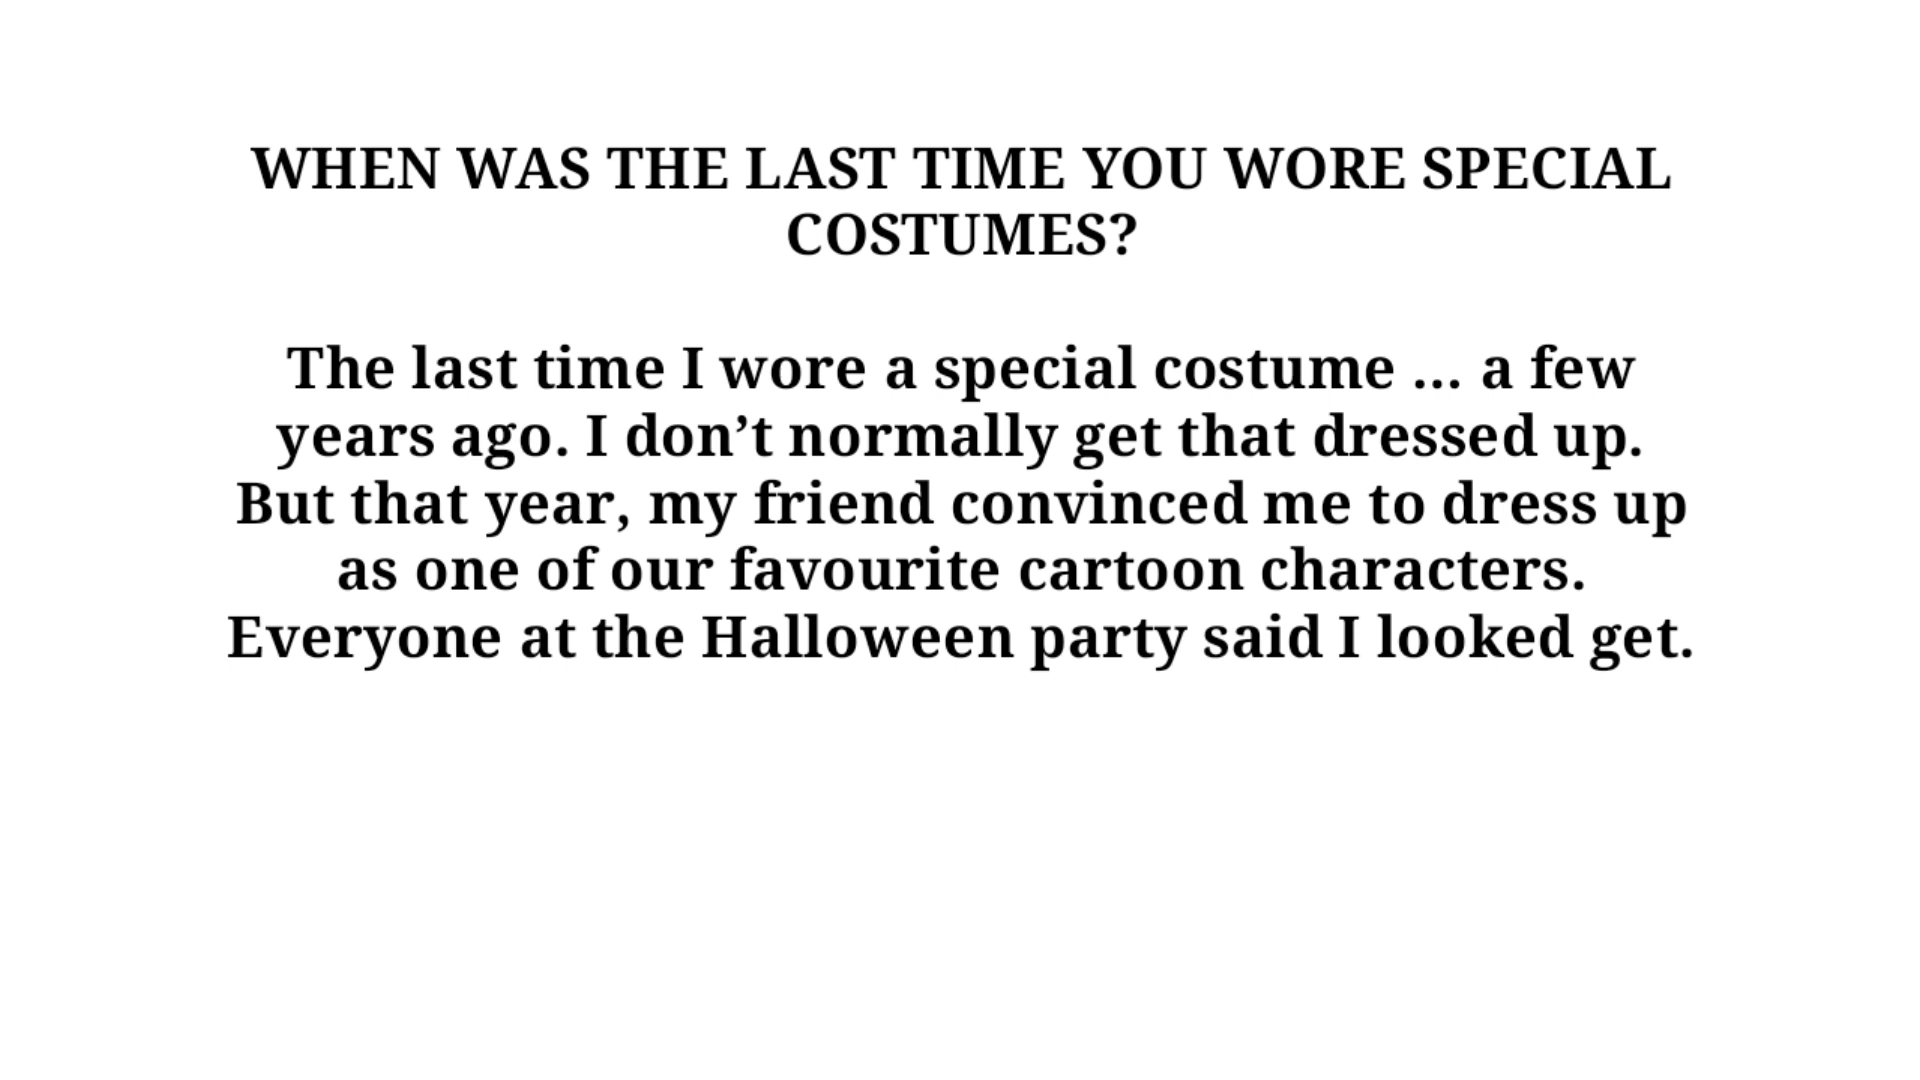 WHEN WAS THE LAST TIME YOU WORE SPECIAL
COSTUMES?
The last time I wore a special costume ... a few
years ago. I don’t normally get that dressed up.
But that year, my friend convinced me to dress up
as one of our favourite cartoon characters.
Everyone at the Halloween party said I looked get.